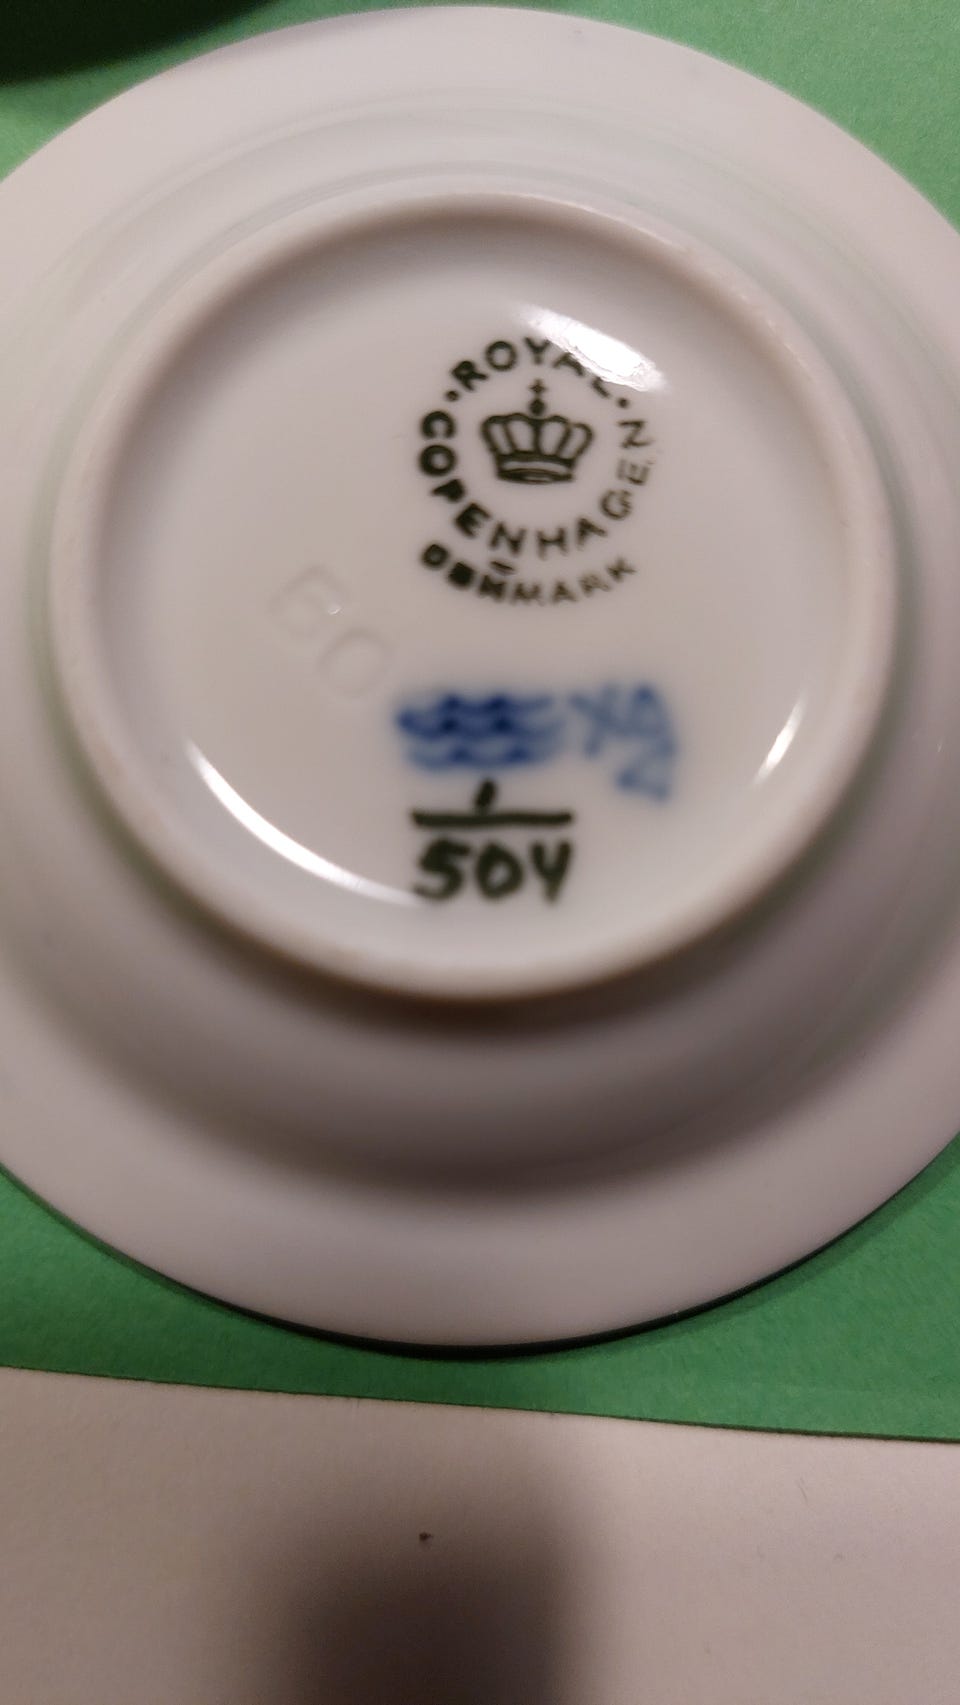 ROYAL
COPENHAGEN
DENMARK
1
504